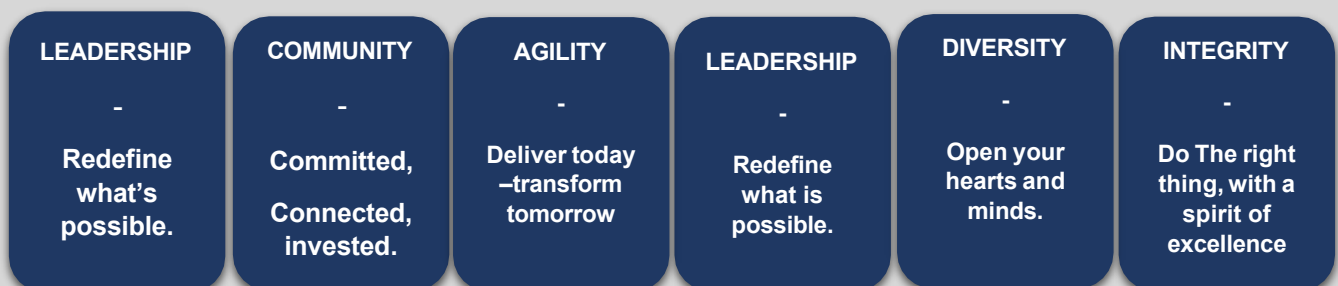 LEADERSHIP
-
Redefine
what's
possible.
COMMUNITY
-
Committed,
Connected,
invested.
AGILITY
-
Deliver today
–transform
tomorrow
LEADERSHIP
-
Redefine
what is
possible.
DIVERSITY
-
Open your
hearts and
minds.
INTEGRITY
-
Do The right
thing, with a
spirit of
excellence